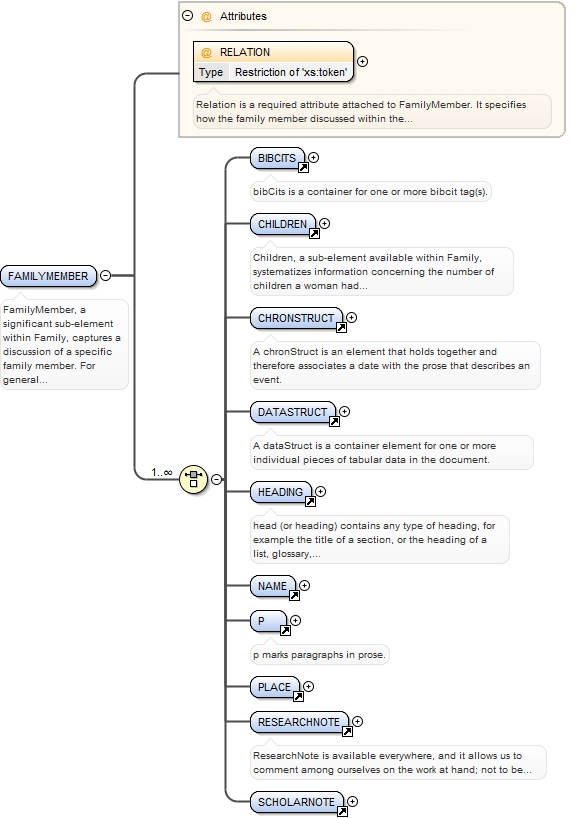 Attributes
RELATION
Type Restriction of 'xs:token'
Relation is a required attribute attached to FamilyMember. It specifies
how the family member discussed within the...
FAMILYMEMBER
FamilyMember, a
significant sub-element
within Family, captures a
discussion of a specific
family member. For
general...
1..∞
BIBCITS
bibCits is a container for one or more bibcit tag(s).
CHILDREN
Children, a sub-element available within Family,
systematizes information concerning the number of
children a woman had...
CHRONSTRUCT
A chronStruct is an element that holds together and
therefore associates a date with the prose that describes an
event.
DATASTRUCT
A dataStruct is a container element for one or more
individual pieces of tabular data in the document.
HEADING
head (or heading) contains any type of heading, for
example the title of a section, or the heading of a
list, glossary,...
NAME
P
p marks paragraphs in prose.
PLACE
RESEARCHNOTE
ResearchNote is available everywhere, and it allows us to
comment among ourselves on the work at hand; not to be...
SCHOLARNOTE